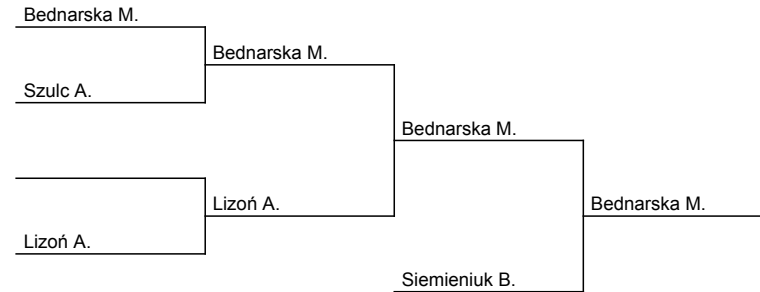 Bednarska M.
Bednarska M.
Szulc A.
Bednarska M.
Lizoń A.
Bednarska M.
Lizoń A.
Siemieniuk B.